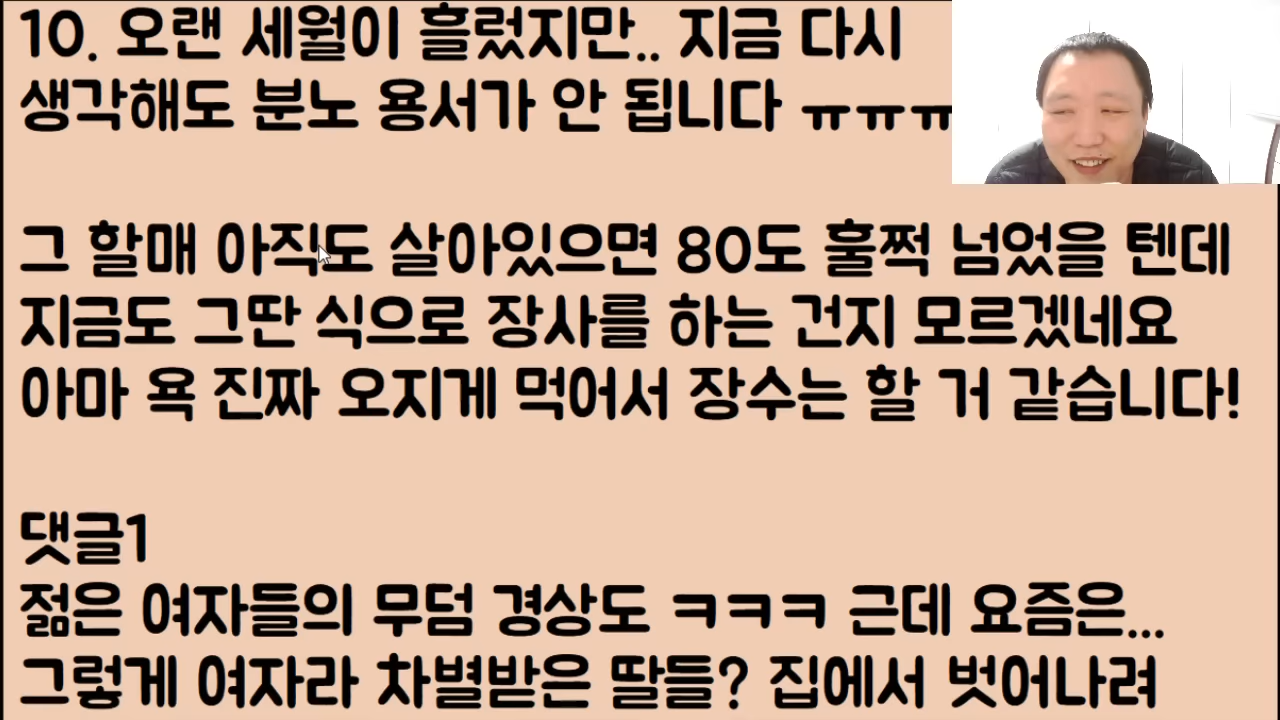 10. 오랜 세월이 흘렀지만.. 지금 다시
생각해도 분노 용서가 안 됩니다 ㅠㅠㅠ
그 할매 아직도 살아있으면 80도 훌쩍 넘었을 텐데
지금도 그딴 식으로 장사를 하는 건지 모르겠네요
아마 욕 진짜 오지게 먹어서 장수는 할 거 같습니다!
댓글1
젊은 여자들의 무덤 경상도 ㅋㅋㅋ 근데 요즘은...
그렇게 여자라 차별받은 딸들? 집에서 벗어나려